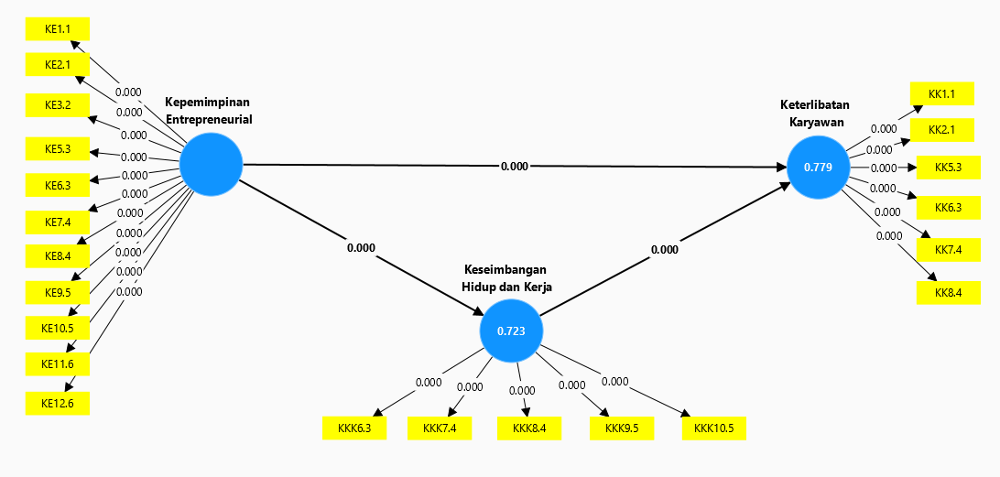 KE1.1
KE2.1
KE3.2
KE5.3
KE6.3
KE7.4
KE8.4
KE9.5
KE10.5
KE11.6
KE12.6
0.000
0.000
0.000
0.000
0.000
0.000
0.000
0.000
0.000
0.000
0.000
Kepemimpinan
Entrepreneurial
0.000
0.000
0.000
Keseimbangan
Hidup dan Kerja
0.723
0.000
0.000
0.000
0.000
0.000
KKK6.3
KKK7.4
KKK8.4
KKK9.5
KKK10.5
Keterlibatan
Karyawan
0.779
0.000
0.000
0.000
0.000
0.000
0.000
KK1.1
KK2.1
KK5.3
KK6.3
KK7.4
KK8.4